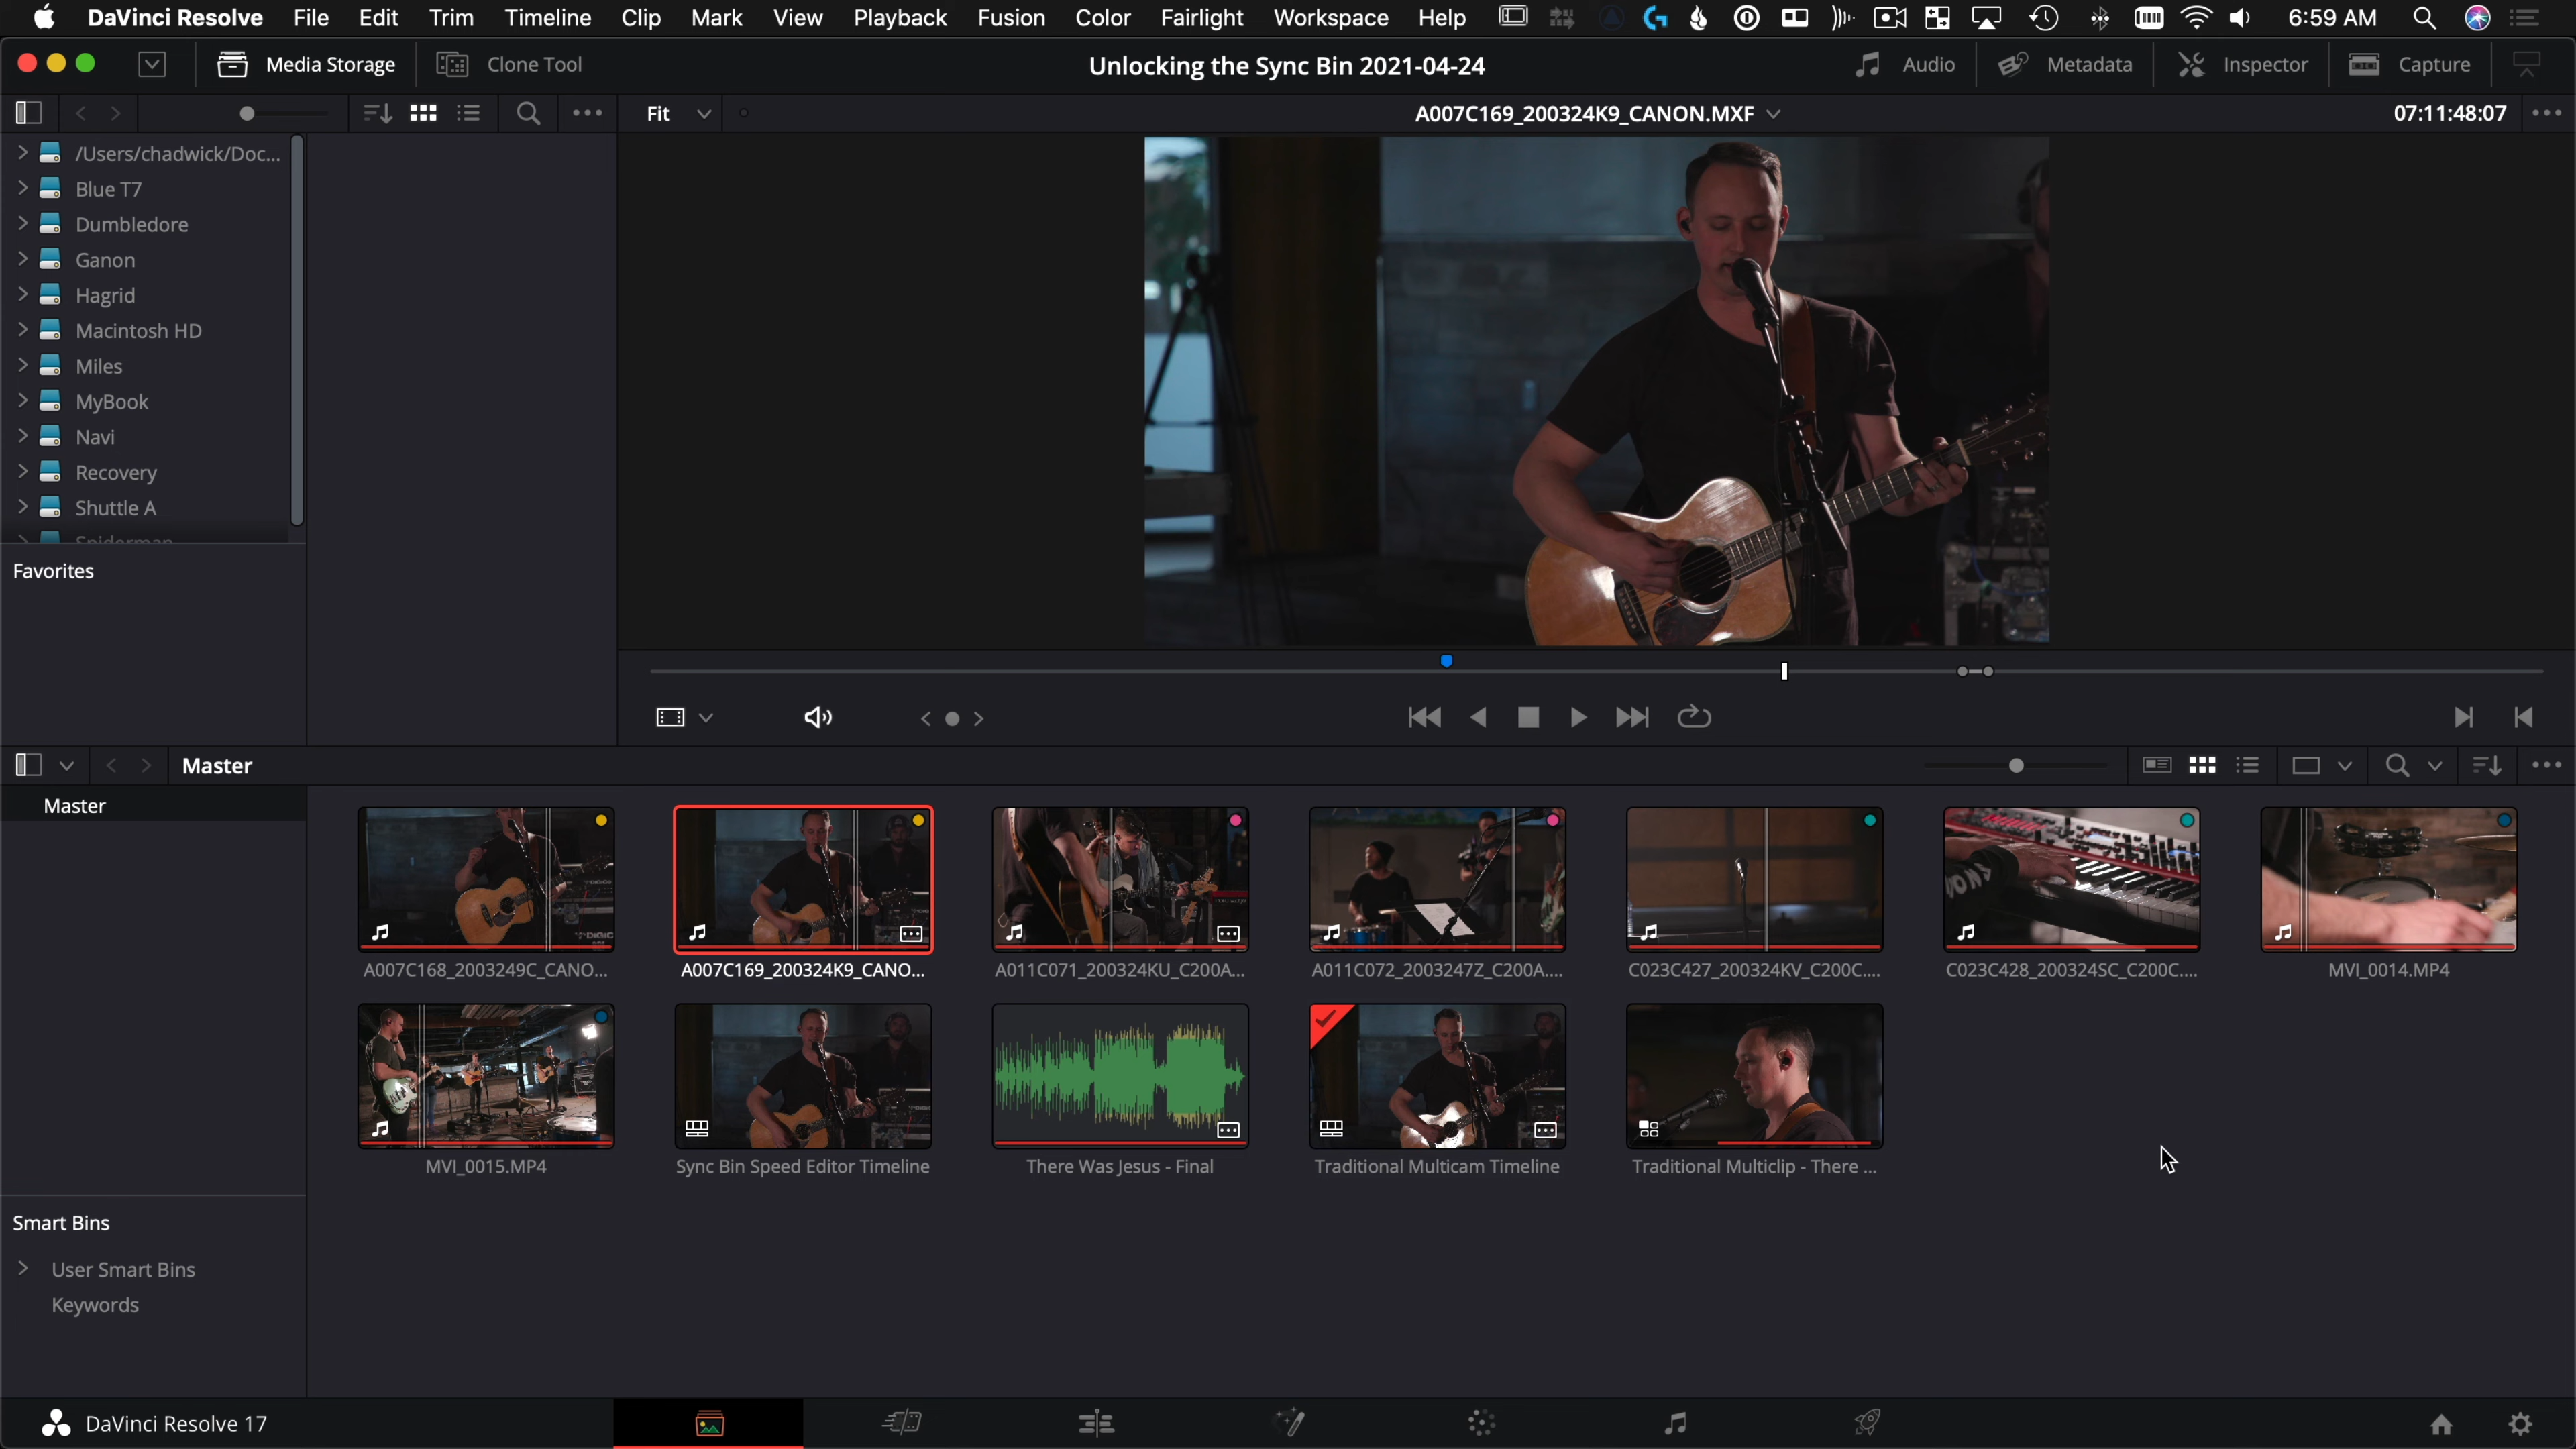 DaVinci Resolve File Edit Trim Timeline Clip Mark View Playback Fusion Color Fairlight Workspace Help 6:59 AM
Media Storage Clone Tool Unlocking the Sync Bin 2021-04-24 Audio Metadata Inspector Capture
Fit A007C169_200324K9_CANON.MXF 07:11:48:07
/Users/chadwick/Doc...
Blue T7
Dumbledore
Ganon
Hagrid
Macintosh HD
Miles
MyBook
Navi
Recovery
Shuttle A
Spiderman
Favorites
Master
Master
A007C168_2003249C_CANO... A007C169_200324K9_CANO... A011C071_200324KU_C200A... A011C072_2003247Z_C200A.... C023C427_200324KV_C200C.... C023C428_200324SC_C200C.... MVI_0014.MP4
MVI_0015.MP4 Sync Bin Speed Editor Timeline There Was Jesus - Final Traditional Multicam Timeline Traditional Multiclip - There ...
Smart Bins
User Smart Bins
Keywords
DaVinci Resolve 17